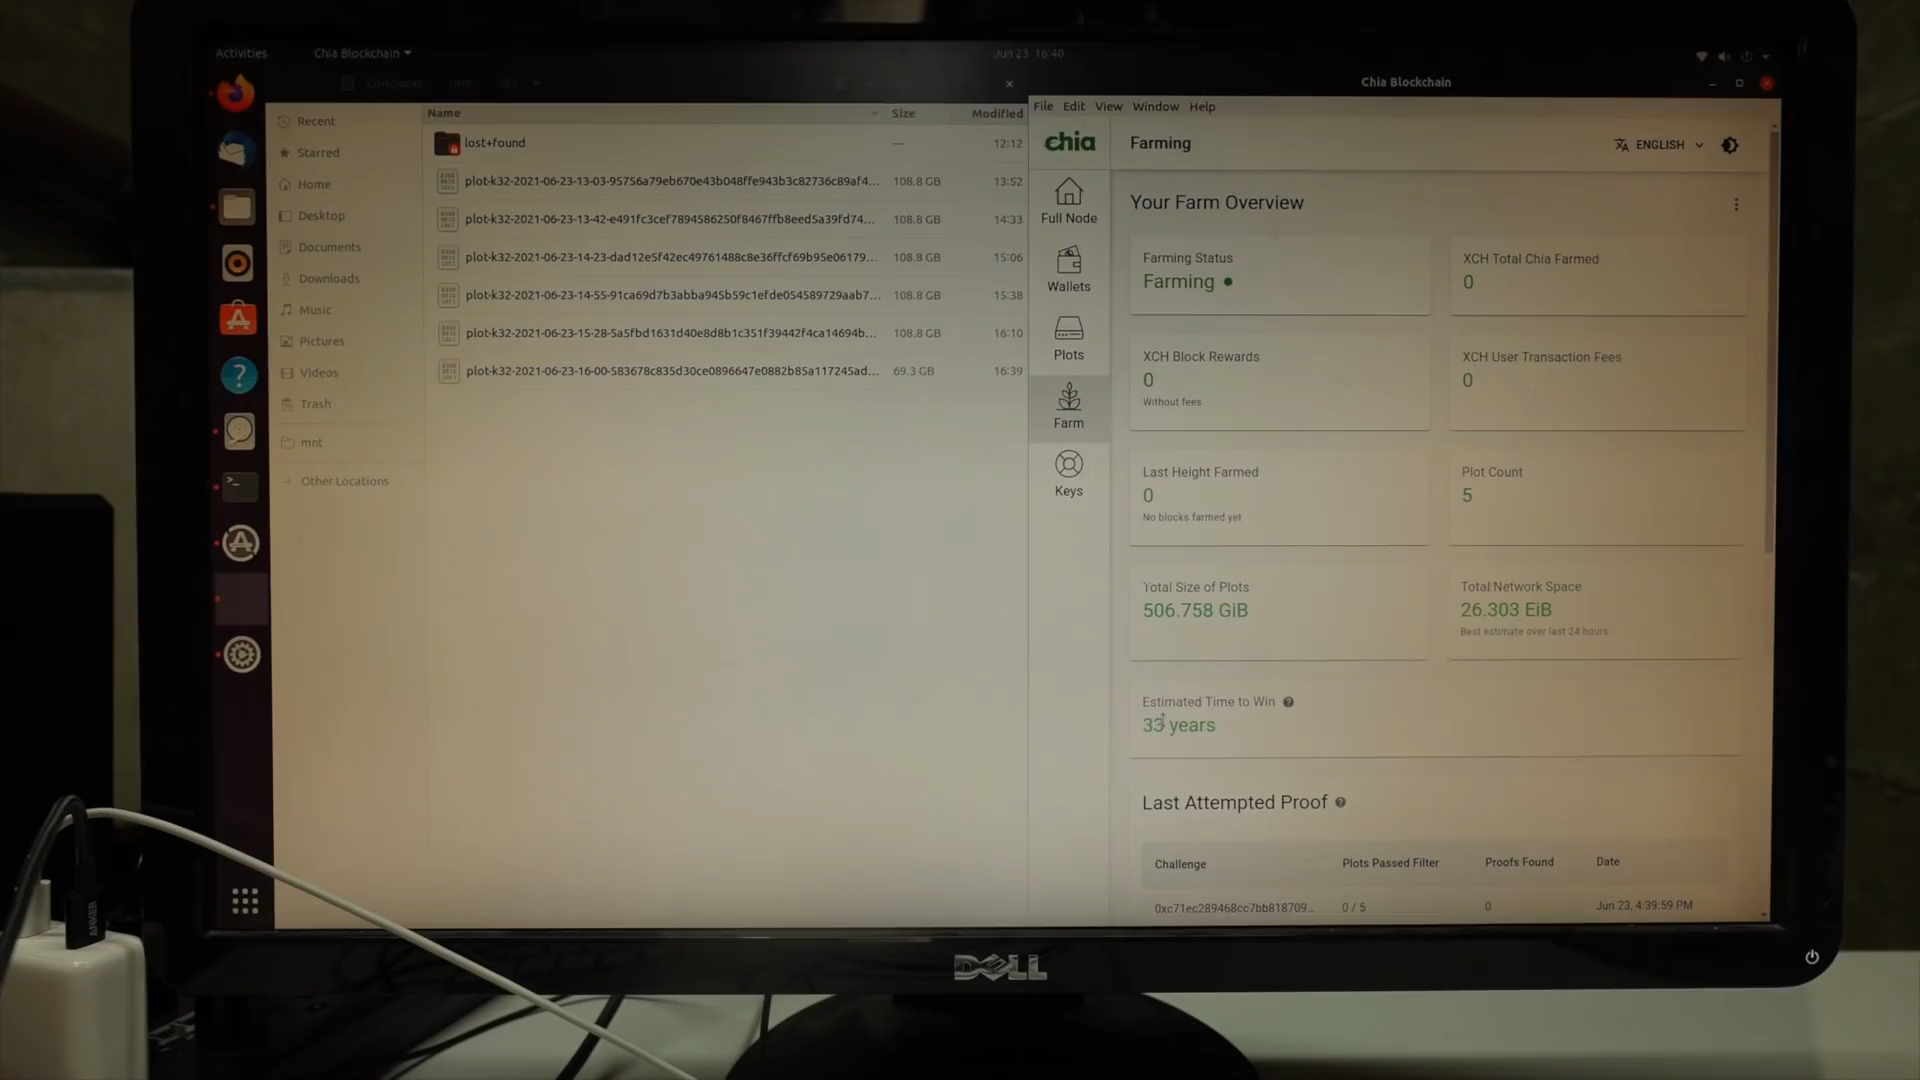 Activities
Chia Blockchain
Jun 23 16:40
Computer
mnt
Chia Blockchain
Recent
Starred
Home
Desktop
Documents
Downloads
Music
Pictures
Videos
Trash
mnt
Other Locations
Name Size Modified
lost+found — 12:12
plot-k32-2021-06-23-13-03-95756a79eb670e43b048ffe943b3c82736c89af4... 108.8 GB 13:52
plot-k32-2021-06-23-13-42-e491fc3cef7894586250f8467ffb8eed5a39fd74... 108.8 GB 14:33
plot-k32-2021-06-23-14-23-dad12e5f42ec49761488c8e36ffcf69b95e06179... 108.8 GB 15:06
plot-k32-2021-06-23-14-55-91ca69d7b3abba945b59c1efde054589729aab7... 108.8 GB 15:38
plot-k32-2021-06-23-15-28-5a5fbd1631d40e8d8b1c351f39442f4ca14694b... 108.8 GB 16:10
plot-k32-2021-06-23-16-00-583678c835d30ce0896647e0882b85a117245ad... 69.3 GB 16:39
File Edit View Window Help
chia
Full Node
Wallets
Plots
Farm
Keys
Farming
ENGLISH
Your Farm Overview
Farming Status
Farming
XCH Total Chia Farmed
0
XCH Block Rewards
0
Without fees
XCH User Transaction Fees
0
Last Height Farmed
0
No blocks farmed yet
Plot Count
5
Total Size of Plots
506.758 GiB
Total Network Space
26.303 EiB
Best estimate over last 24 hours
Estimated Time to Win
33 years
Last Attempted Proof
Challenge Plots Passed Filter Proofs Found Date
0xc71ec289468cc7bb818709... 0 / 5 0 Jun 23, 4:39:59 PM
DELL
ANKER